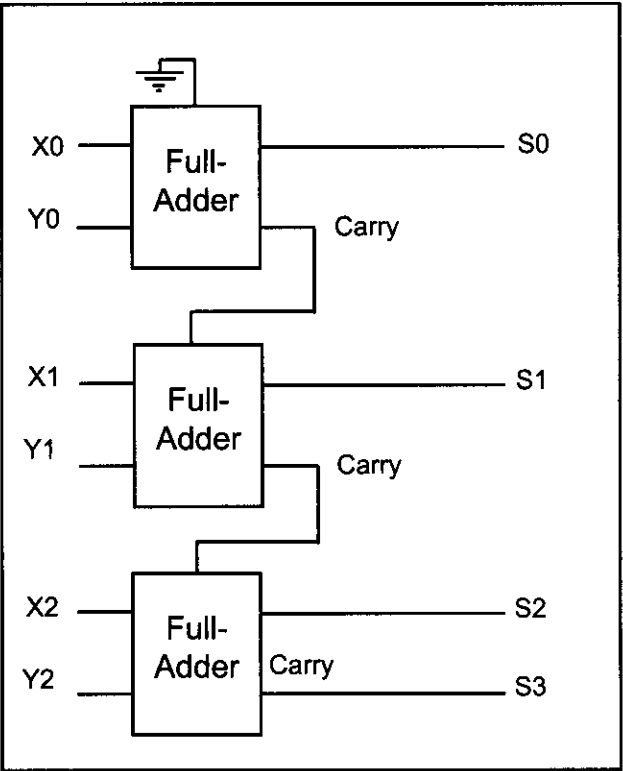 X0
Full-
Adder
S0
Y0
Carry
X1
Full-
Adder
S1
Y1
Carry
X2
Full-
Adder
S2
Y2
Carry
S3